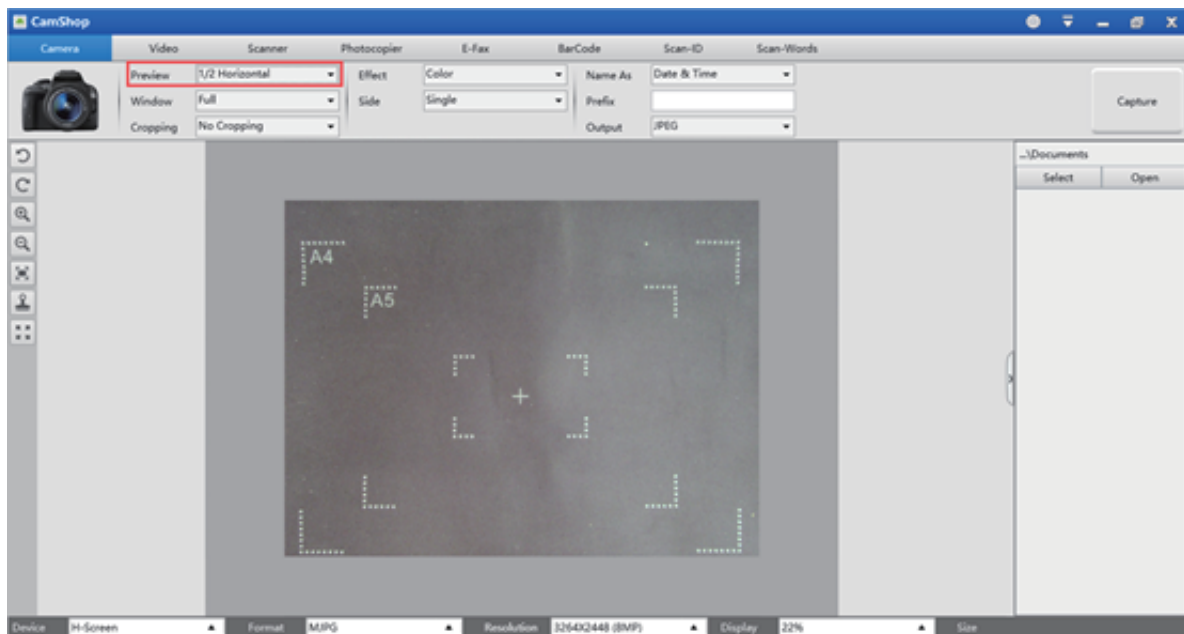 CamShop
Camera Video Scanner Photocopier E-Fax BarCode Scan-ID Scan-Words
Preview 1/2 Horizontal Effect Color Name As Date & Time
Window Full Side Single Prefix Capture
Cropping No Cropping Output JPEG
...\Documents
Select Open
A4
A5
Device H-Screen Format MJPG Resolution 3264X2448 (8MP) Display 22% Size